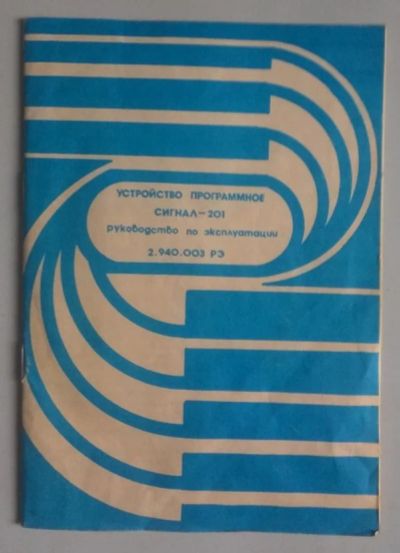 УСТРОЙСТВО ПРОГРАММНОЕ
СИГНАЛ-201
руководство по эксплуатации
2.940.003 РЭ